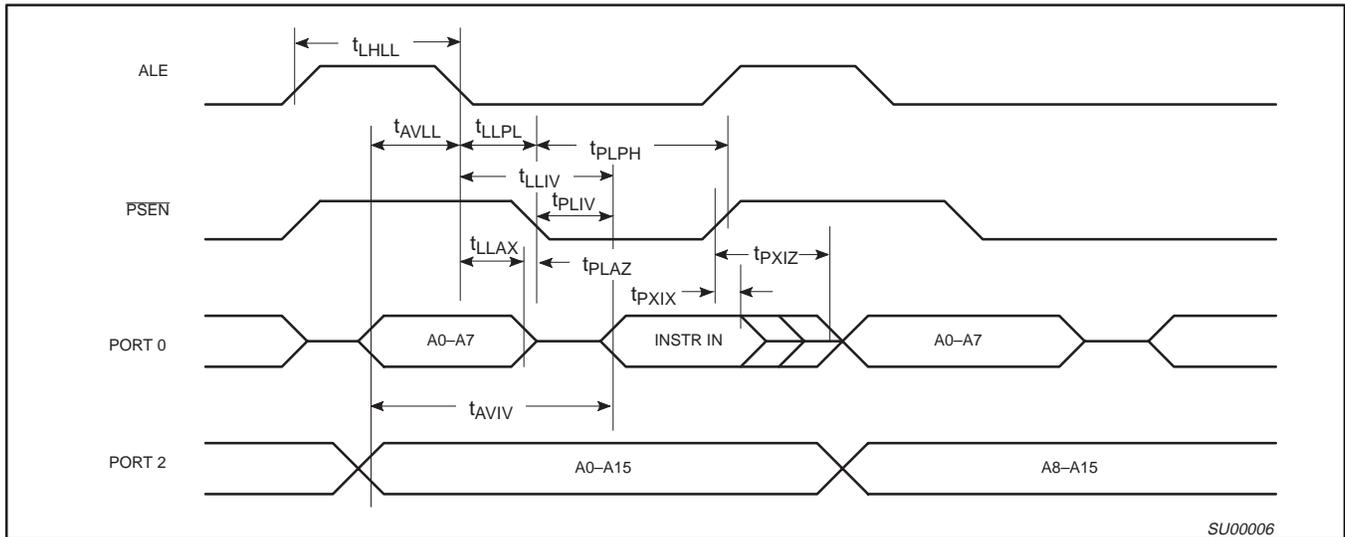 tLHLL
ALE
tAVLL
tLLPL
tPLPH
tLLIV
PSEN
tPLIV
tLLAX
tPLAZ
tPXIZ
tPXIX
PORT 0
A0–A7
INSTR IN
A0–A7
tAVIV
PORT 2
A0–A15
A8–A15
SU00006